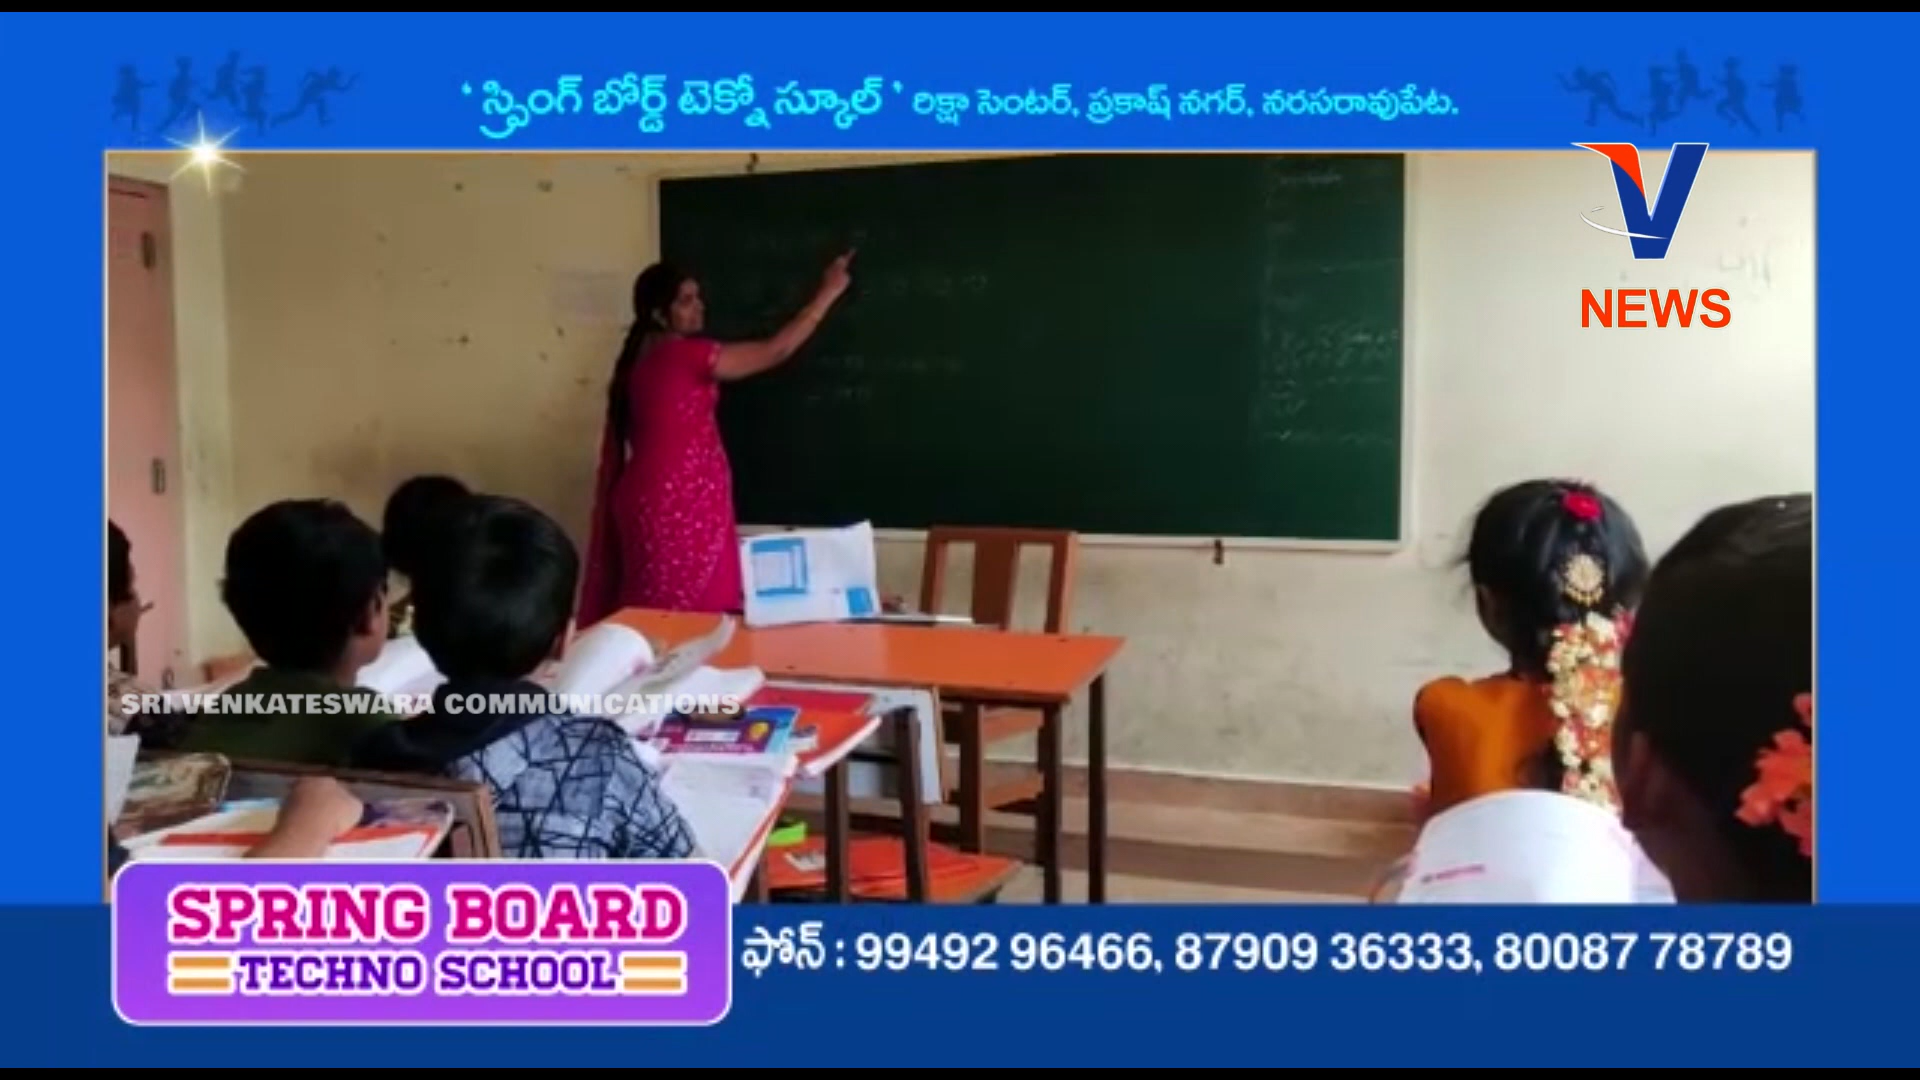 ‘ స్ప్రింగ్ బోర్డ్ టెక్నో స్కూల్ ’ రిక్షా సెంటర్, ప్రకాష్ నగర్, నరసరావుపేట.
V
NEWS
SRI VENKATESWARA COMMUNICATIONS
SPRING BOARD
TECHNO SCHOOL
ఫోన్ : 99492 96466, 87909 36333, 80087 78789